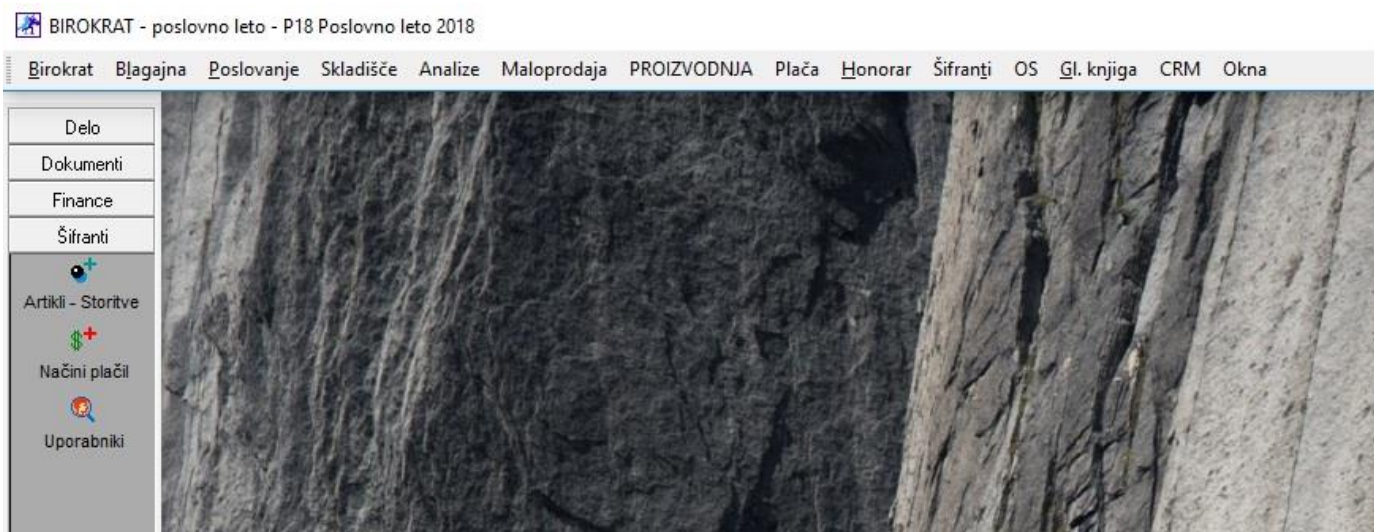 BIROKRAT - poslovno leto - P18 Poslovno leto 2018
Birokrat Blagajna Poslovanje Skladišče Analize Maloprodaja PROIZVODNJA Plača Honorar Šifranti OS Gl. knjiga CRM Okna
Delo
Dokumenti
Finance
Šifranti
Artikli - Storitve
Načini plačil
Uporabniki